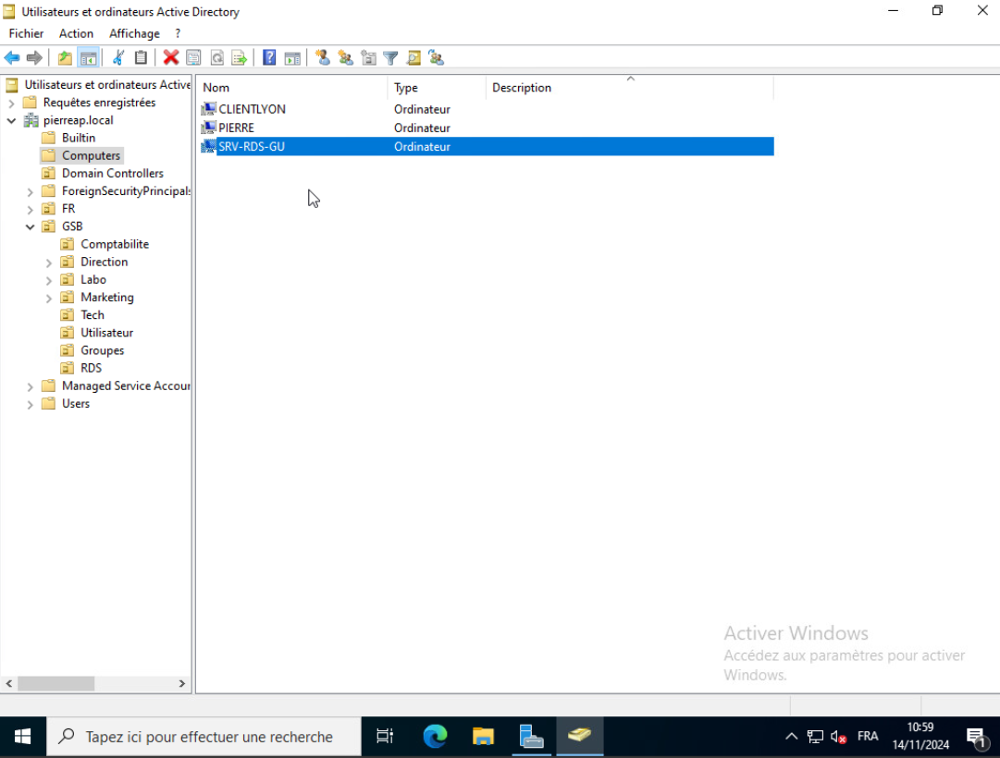 Utilisateurs et ordinateurs Active Directory
Fichier Action Affichage ?
Utilisateurs et ordinateurs Active
Requêtes enregistrées
pierreap.local
Builtin
Computers
Domain Controllers
ForeignSecurityPrincipals
FR
GSB
Comptabilite
Direction
Labo
Marketing
Tech
Utilisateur
Groupes
RDS
Managed Service Accour
Users
Nom Type Description
CLIENTLYON Ordinateur
PIERRE Ordinateur
SRV-RDS-GU Ordinateur
Activer Windows
Accédez aux paramètres pour activer
Windows.
Tapez ici pour effectuer une recherche
FRA
10:59
14/11/2024
1